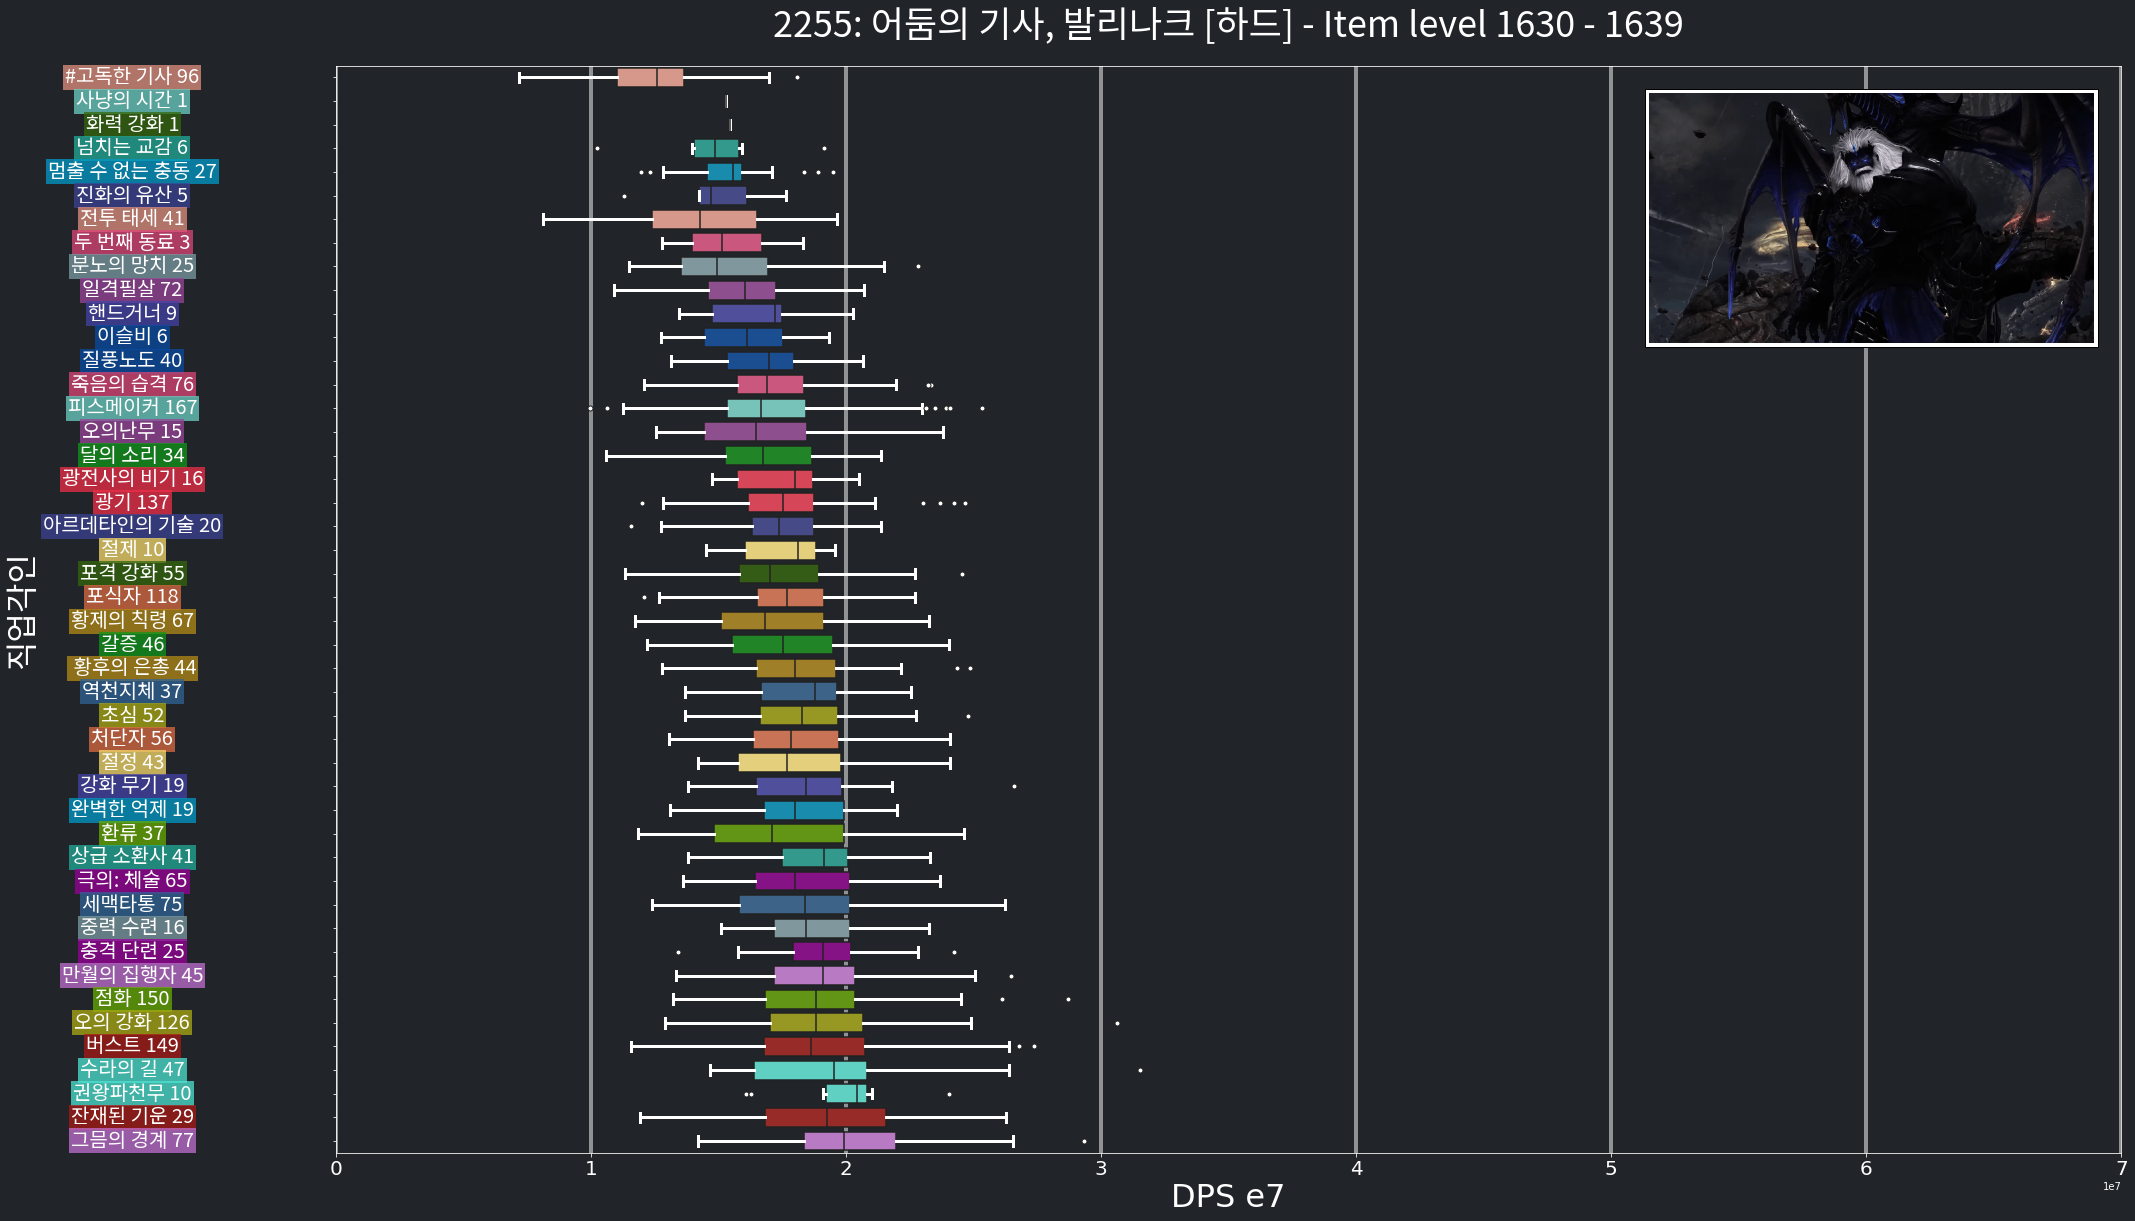 2255: 어둠의 기사, 발리나크 [하드] - Item level 1630 - 1639
직업각인
#고독한 기사 96
사냥의 시간 1
화력 강화 1
넘치는 교감 6
멈출 수 없는 충동 27
진화의 유산 5
전투 태세 41
두 번째 동료 3
분노의 망치 25
일격필살 72
핸드거너 9
이슬비 6
질풍노도 40
죽음의 습격 76
피스메이커 167
오의난무 15
달의 소리 34
광전사의 비기 16
광기 137
아르데타인의 기술 20
절제 10
포격 강화 55
포식자 118
황제의 칙령 67
갈증 46
황후의 은총 44
역천지체 37
초심 52
처단자 56
절정 43
강화 무기 19
완벽한 억제 19
환류 37
상급 소환사 41
극의: 체술 65
세맥타통 75
중력 수련 16
충격 단련 25
만월의 집행자 45
점화 150
오의 강화 126
버스트 149
수라의 길 47
권왕파천무 10
잔재된 기운 29
그믐의 경계 77
0 1 2 3 4 5 6 7
1e7
DPS e7